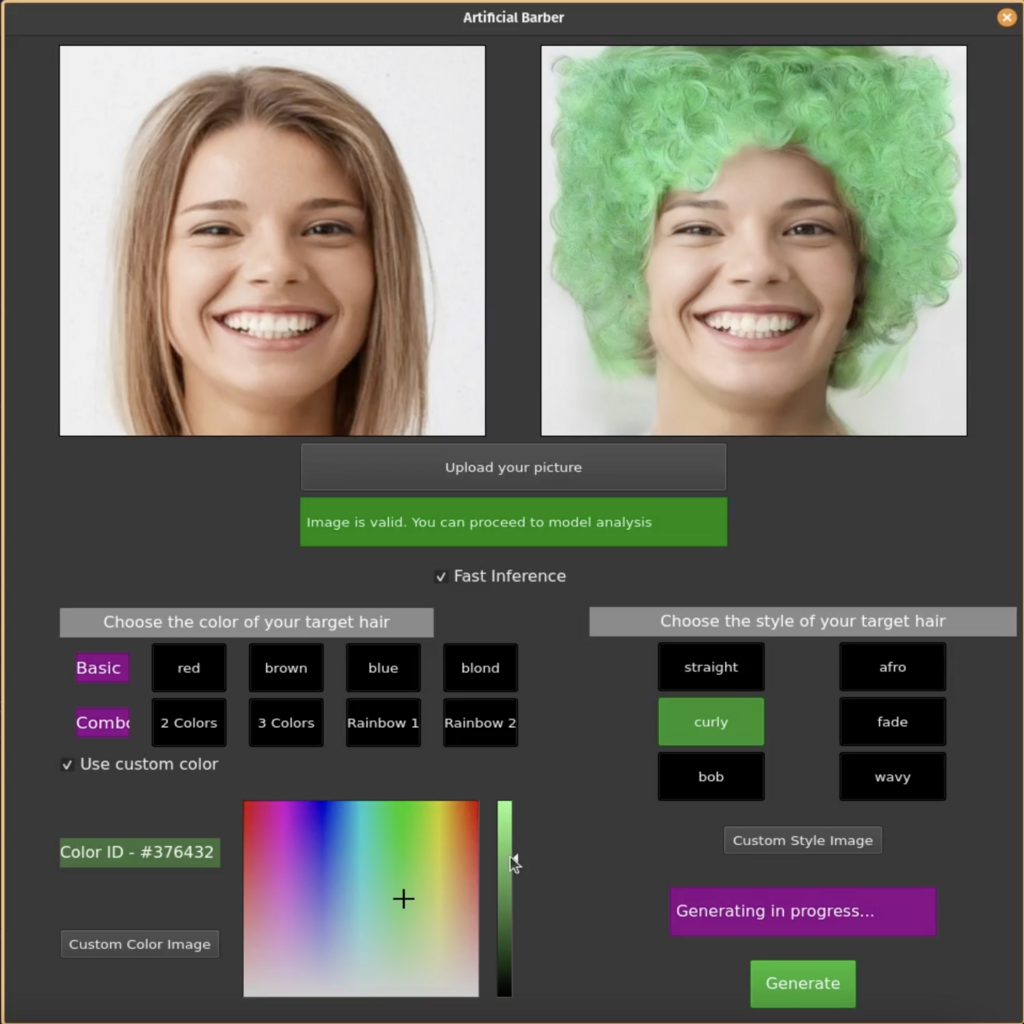 Artificial Barber
Upload your picture
Image is valid. You can proceed to model analysis
Fast Inference
Choose the color of your target hair
Basic red brown blue blond
Combo 2 Colors 3 Colors Rainbow 1 Rainbow 2
Use custom color
Color ID - #376432
Custom Color Image
Choose the style of your target hair
straight afro
curly fade
bob wavy
Custom Style Image
Generating in progress...
Generate